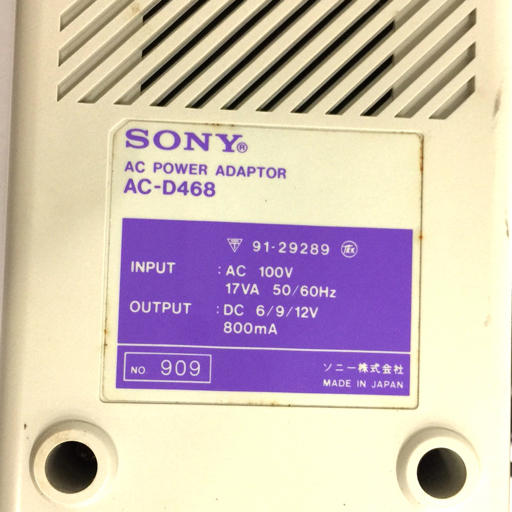 SONY®
AC POWER ADAPTOR
AC-D468
91-29289
INPUT : AC 100V
17VA 50/60Hz
OUTPUT : DC 6/9/12V
800mA
NO. 909
ソニー株式会社
MADE IN JAPAN